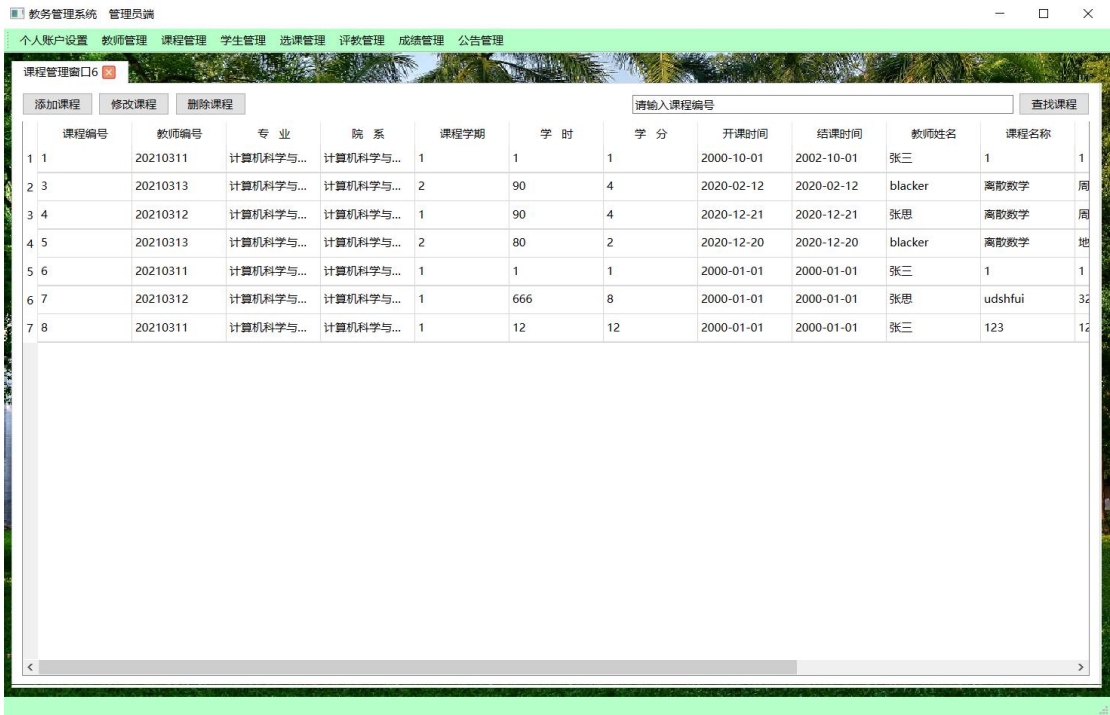 教务管理系统 管理员端
个人账户设置 教师管理 课程管理 学生管理 选课管理 评教管理 成绩管理 公告管理
课程管理窗口6
添加课程 修改课程 删除课程 请输入课程编号 查找课程
课程编号 教师编号 专 业 院 系 课程学期 学 时 学 分 开课时间 结课时间 教师姓名 课程名称
1 1 20210311 计算机科学与... 计算机科学与... 1 1 1 2000-10-01 2002-10-01 张三 1 1
2 3 20210313 计算机科学与... 计算机科学与... 2 90 4 2020-02-12 2020-02-12 blacker 离散数学 周
3 4 20210312 计算机科学与... 计算机科学与... 1 90 4 2020-12-21 2020-12-21 张思 离散数学 周
4 5 20210313 计算机科学与... 计算机科学与... 2 80 2 2020-12-20 2020-12-20 blacker 离散数学 地
5 6 20210311 计算机科学与... 计算机科学与... 1 1 1 2000-01-01 2000-01-01 张三 1 1
6 7 20210312 计算机科学与... 计算机科学与... 1 666 8 2000-01-01 2000-01-01 张思 udshfui 32
7 8 20210311 计算机科学与... 计算机科学与... 1 12 12 2000-01-01 2000-01-01 张三 123 12